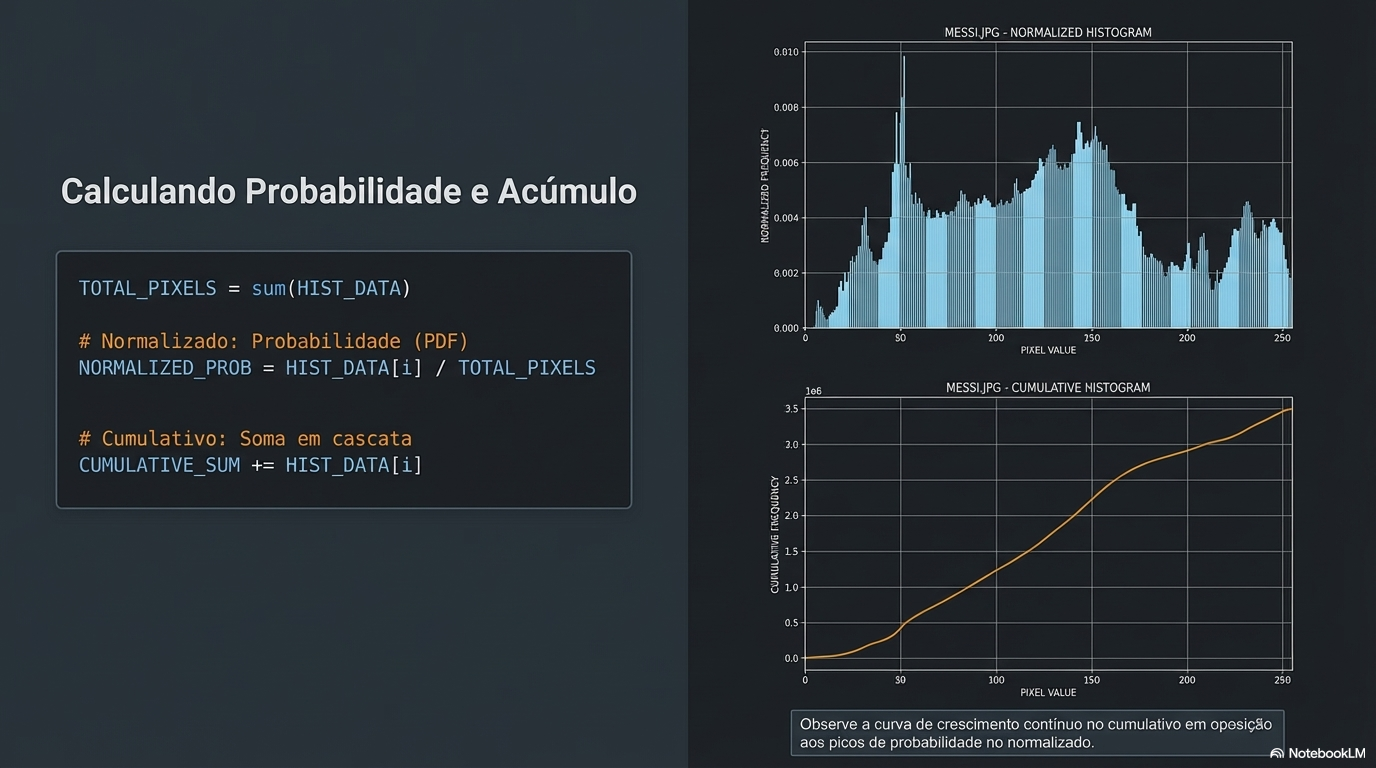 Calculando Probabilidade e Acúmulo
TOTAL_PIXELS = sum(HIST_DATA)
# Normalizado: Probabilidade (PDF)
NORMALIZED_PROB = HIST_DATA[i] / TOTAL_PIXELS
# Cumulativo: Soma em cascata
CUMULATIVE_SUM += HIST_DATA[i]
MESSI.JPG - NORMALIZED HISTOGRAM
NORMALIZED FREQUENCY
0.010
0.008
0.006
0.004
0.002
0.000
0 50 100 150 200 250
PIXEL VALUE
MESSI.JPG - CUMULATIVE HISTOGRAM
1e6
CUMULATIVE FREQUENCY
3.5
3.0
2.5
2.0
1.5
1.0
0.5
0.0
0 50 100 150 200 250
PIXEL VALUE
Observe a curva de crescimento contínuo no cumulativo em oposição
aos picos de probabilidade no normalizado.
NotebookLM